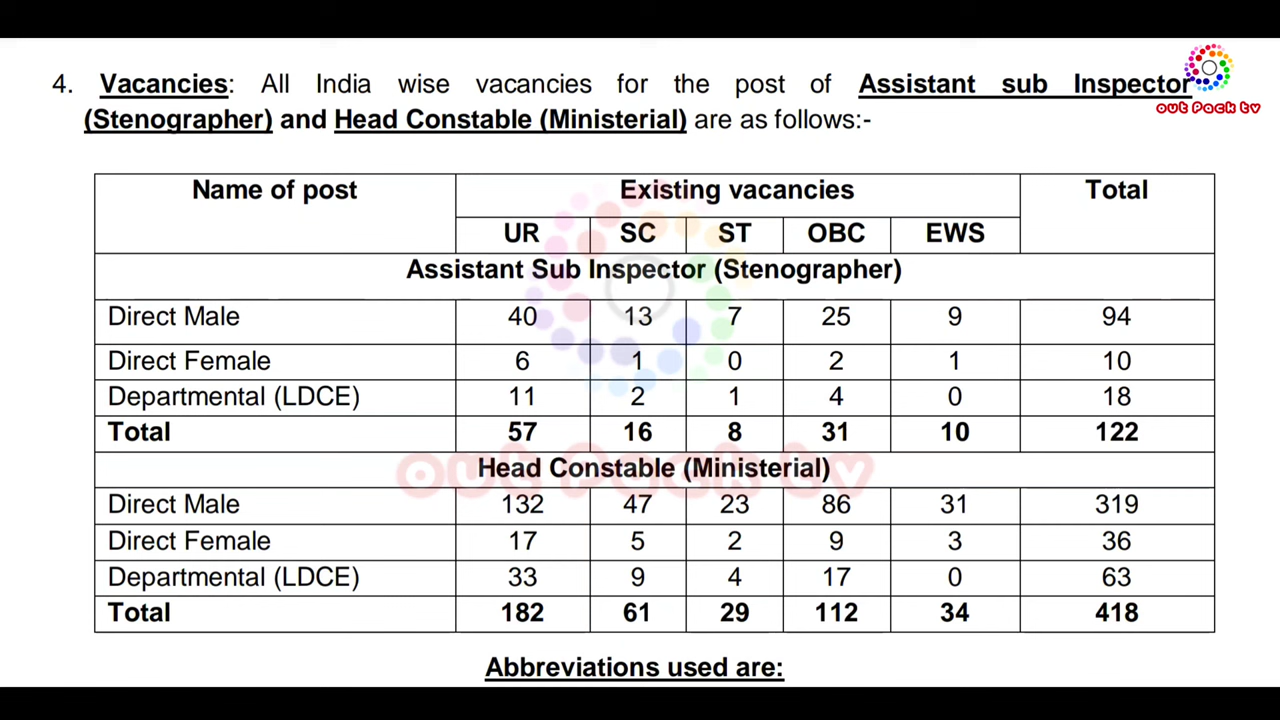 4. Vacancies: All India wise vacancies for the post of Assistant sub Inspector
(Stenographer) and Head Constable (Ministerial) are as follows:-
out Pack tv
Name of post Existing vacancies Total
UR SC ST OBC EWS
Assistant Sub Inspector (Stenographer)
Direct Male 40 13 7 25 9 94
Direct Female 6 1 0 2 1 10
Departmental (LDCE) 11 2 1 4 0 18
Total 57 16 8 31 10 122
out Pack tv
Head Constable (Ministerial)
Direct Male 132 47 23 86 31 319
Direct Female 17 5 2 9 3 36
Departmental (LDCE) 33 9 4 17 0 63
Total 182 61 29 112 34 418
Abbreviations used are: